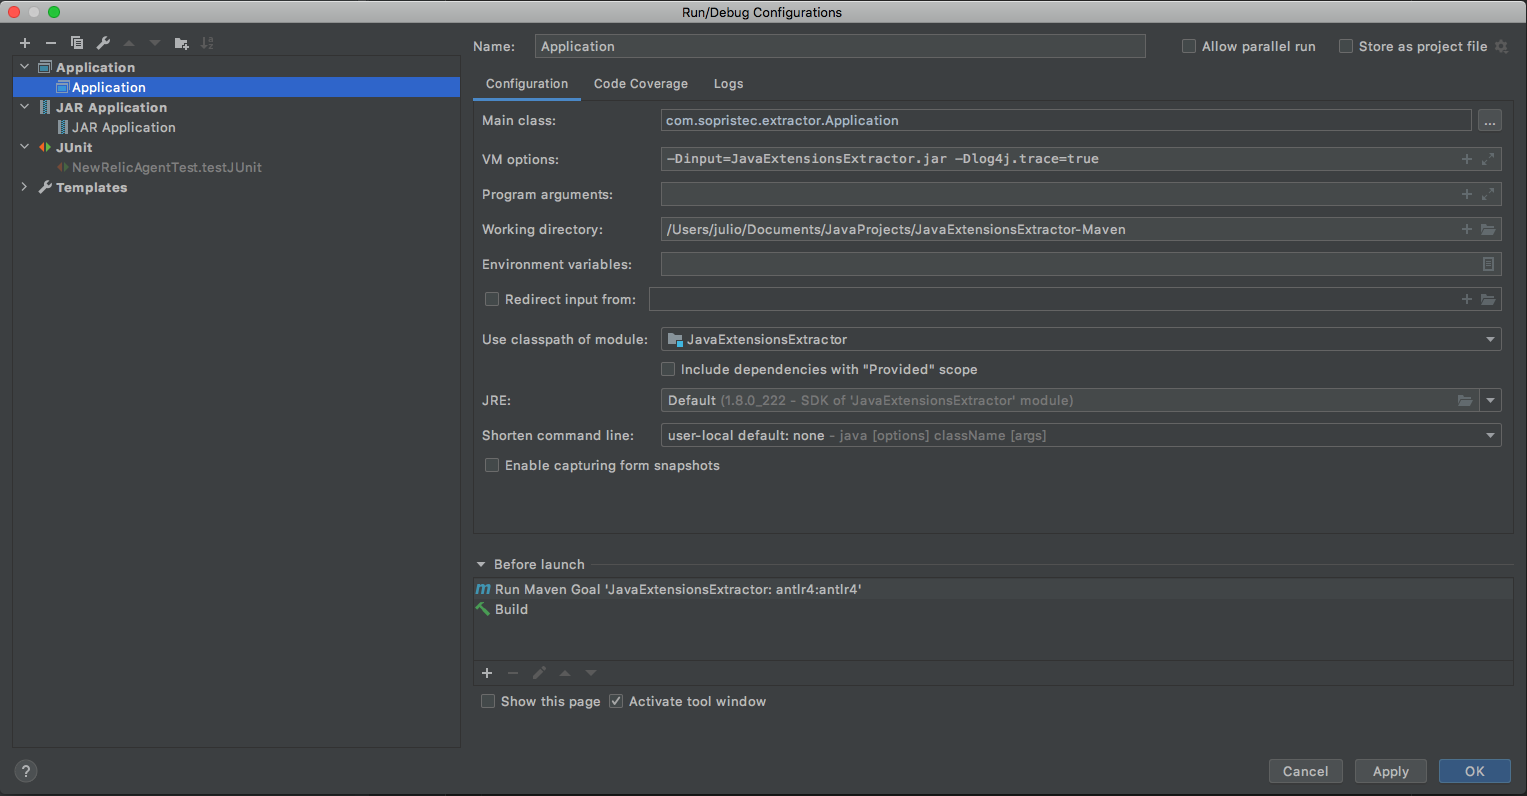 Run/Debug Configurations
Name: Application Allow parallel run Store as project file
Application
Application
JAR Application
JAR Application
JUnit
NewRelicAgentTest.testJUnit
Templates
Configuration Code Coverage Logs
Main class: com.sopristec.extractor.Application ...
VM options: -Dinput=JavaExtensionsExtractor.jar -Dlog4j.trace=true
Program arguments:
Working directory: /Users/julio/Documents/JavaProjects/JavaExtensionsExtractor-Maven
Environment variables:
Redirect input from:
Use classpath of module: JavaExtensionsExtractor
Include dependencies with "Provided" scope
JRE: Default (1.8.0_222 - SDK of 'JavaExtensionsExtractor' module)
Shorten command line: user-local default: none - java [options] className [args]
Enable capturing form snapshots
Before launch
m Run Maven Goal 'JavaExtensionsExtractor: antlr4:antlr4'
Build
Show this page Activate tool window
? Cancel Apply OK